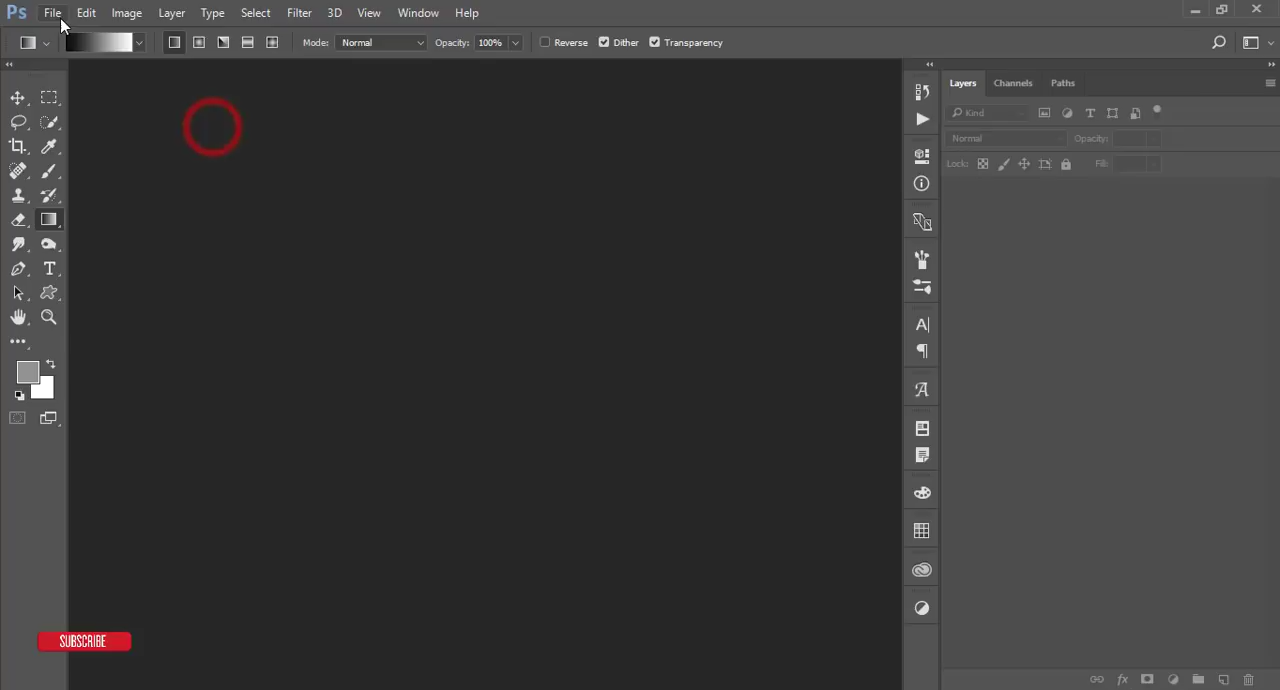 Ps File Edit Image Layer Type Select Filter 3D View Window Help
Mode: Normal Opacity: 100% Reverse Dither Transparency
Layers Channels Paths
Kind
Normal Opacity:
Lock: Fill:
SUBSCRIBE